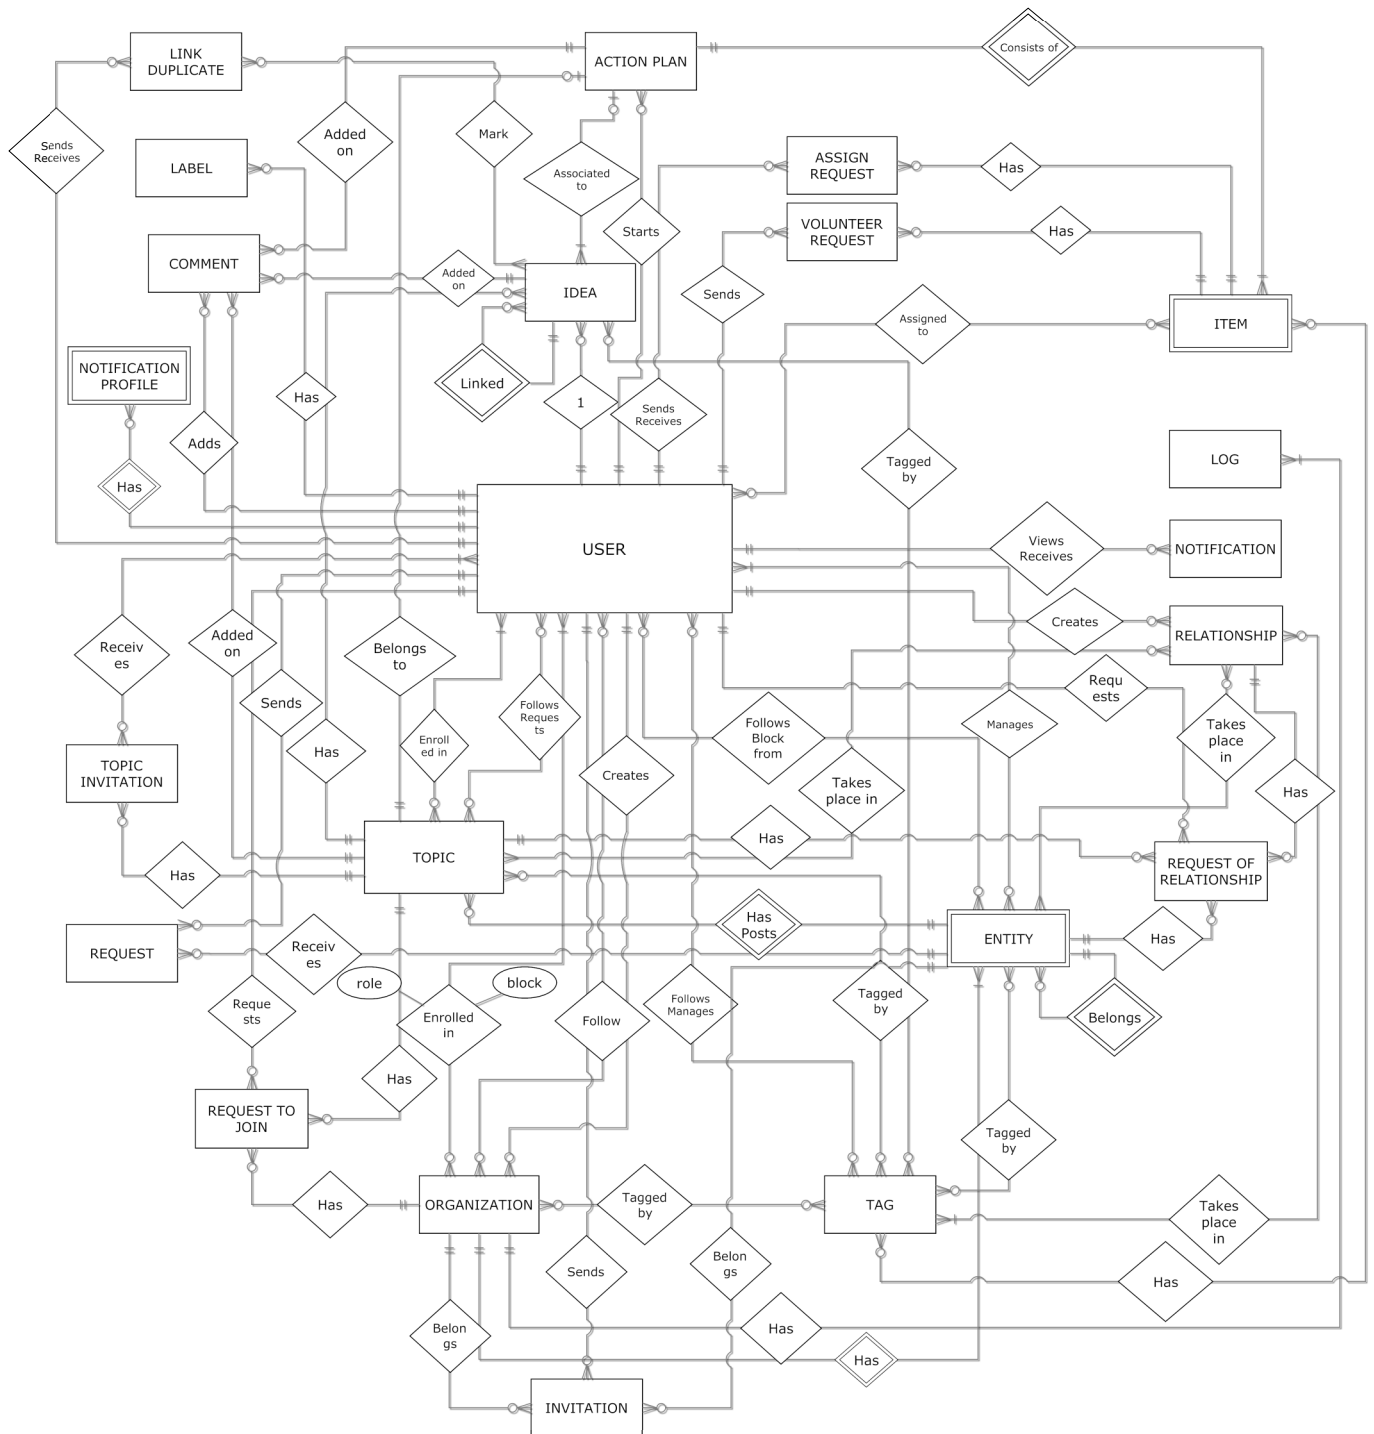 Consists of
LINK
DUPLICATE
ACTION PLAN
Sends
Receives
Added
on
Mark
LABEL
Associated
to
ASSIGN
REQUEST
Has
VOLUNTEER
REQUEST
Has
Starts
COMMENT
Added
on
IDEA
Sends
Assigned
to
ITEM
NOTIFICATION
PROFILE
Linked
Has
1
Sends
Receives
Adds
Has
Tagged
by
LOG
USER
Views
Receives
NOTIFICATION
Receiv
es
Added
on
Belongs
to
Creates
RELATIONSHIP
Sends
Follows
Reques
ts
Requ
ests
Has
Enroll
ed in
Follows
Block
from
Manages
Takes
place
in
TOPIC
INVITATION
Creates
Takes
place in
Has
Has
TOPIC
Has
REQUEST OF
RELATIONSHIP
REQUEST
Receiv
es
Has
Posts
ENTITY
Has
role
block
Reque
sts
Enrolled
in
Follow
Follows
Manages
Tagged
by
Belongs
Has
REQUEST TO
JOIN
Tagged
by
Has
ORGANIZATION
Tagged
by
TAG
Takes
place
in
Sends
Belon
gs
Has
Belon
gs
Has
Has
INVITATION